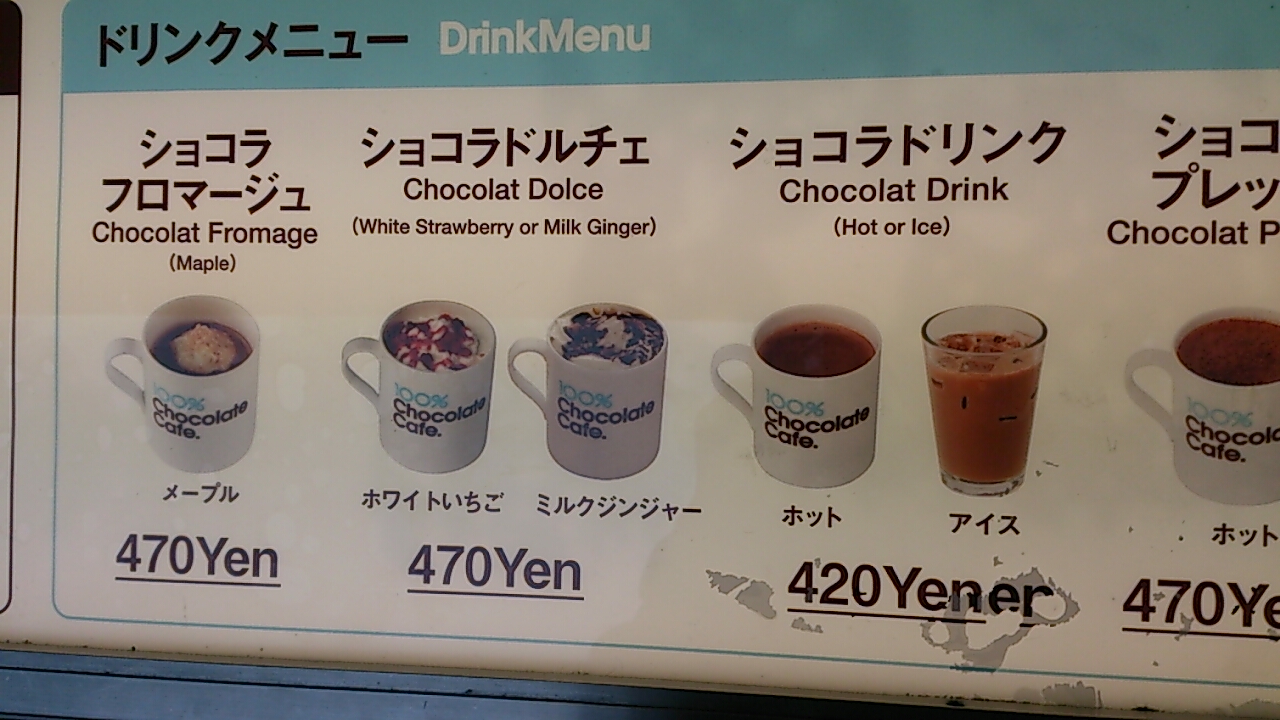 ドリンクメニュー DrinkMenu
ショコラ
フロマージュ
Chocolat Fromage
(Maple)
100%
Chocolate
Cafe.
メープル
470Yen
ショコラドルチェ
Chocolat Dolce
(White Strawberry or Milk Ginger)
100%
Chocolate
Cafe.
100%
Chocolate
Cafe.
ホワイトいちご ミルクジンジャー
470Yen
ショコラドリンク
Chocolat Drink
(Hot or Ice)
100%
Chocolate
Cafe.
ホット アイス
420Yen
ショコ
プレッ
Chocolat P
100%
Chocol
Cafe.
ホット
470Ye